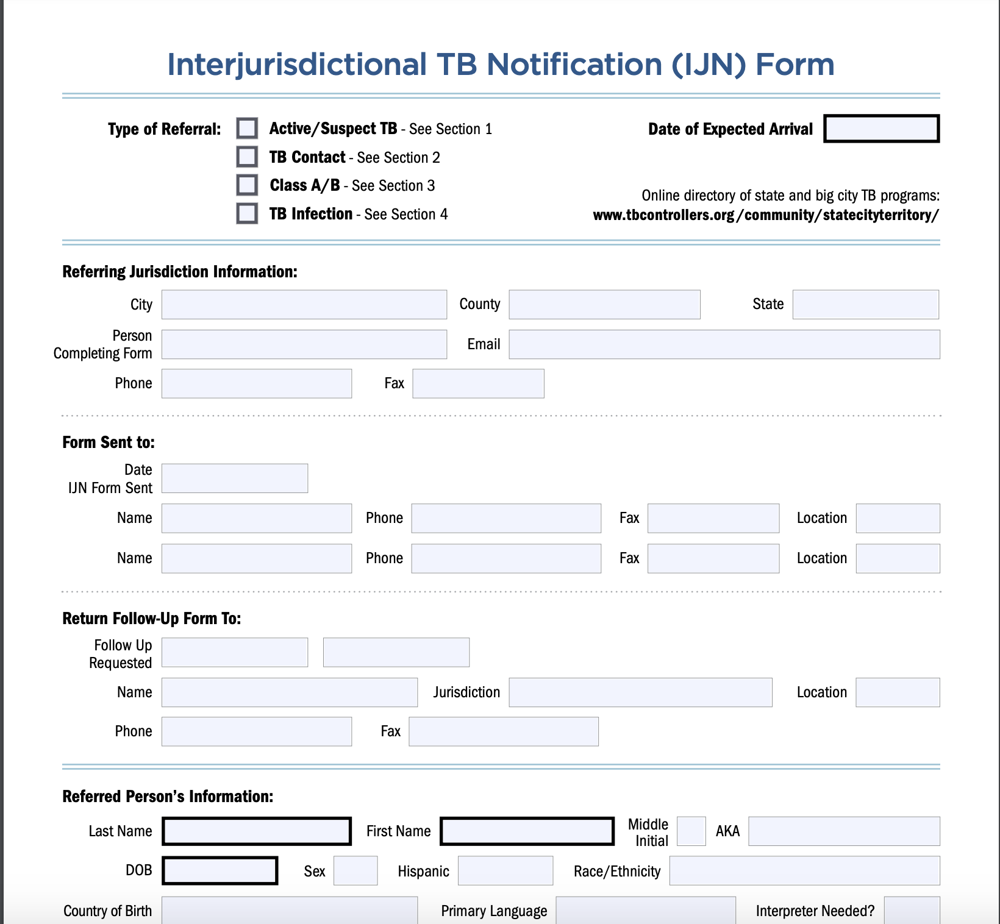 Interjurisdictional TB Notification (IJN) Form
Type of Referral:
Active/Suspect TB - See Section 1
TB Contact - See Section 2
Class A/B - See Section 3
TB Infection - See Section 4
Date of Expected Arrival
Online directory of state and big city TB programs:
www.tbcontrollers.org/community/statecityterritory/
Referring Jurisdiction Information:
City County State
Person
Completing Form Email
Phone Fax
Form Sent to:
Date
IJN Form Sent
Name Phone Fax Location
Name Phone Fax Location
Return Follow-Up Form To:
Follow Up
Requested
Name Jurisdiction Location
Phone Fax
Referred Person's Information:
Last Name First Name Middle
Initial AKA
DOB Sex Hispanic Race/Ethnicity
Country of Birth Primary Language Interpreter Needed?